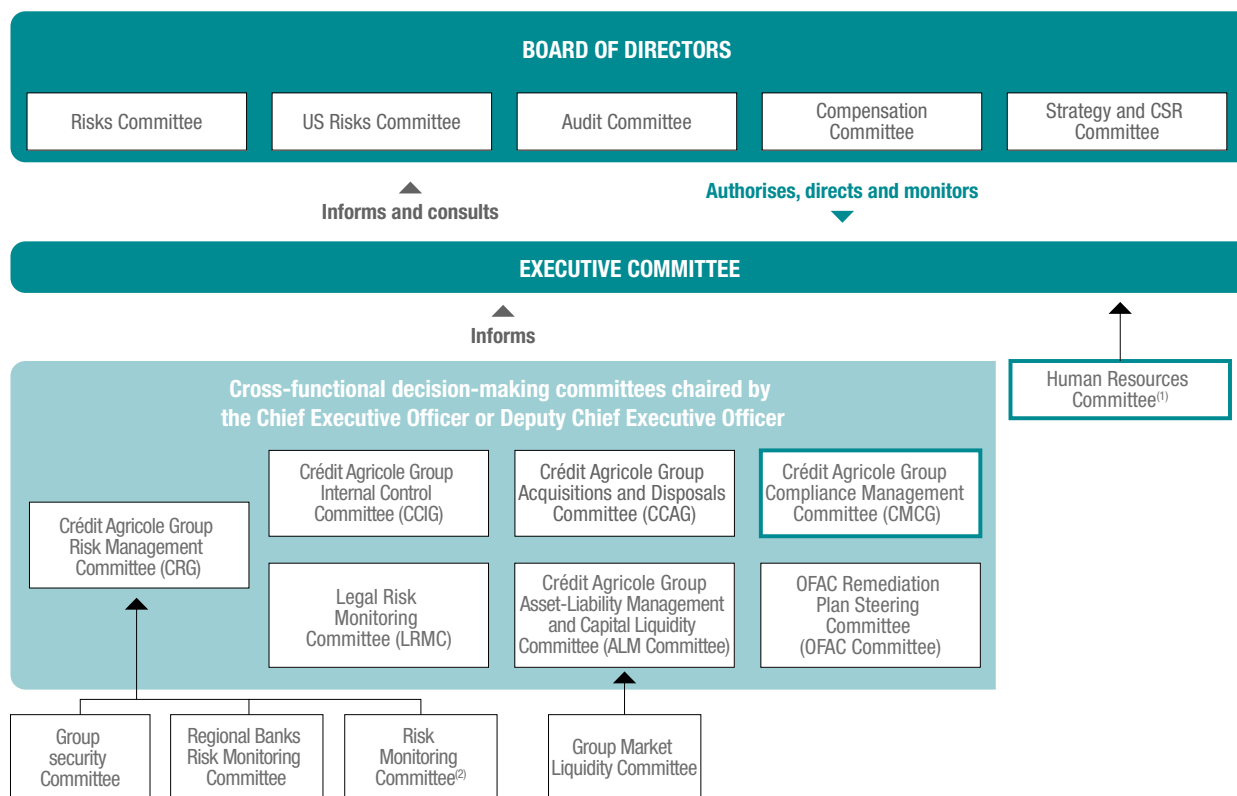 BOARD OF DIRECTORS
Risks Committee
US Risks Committee
Audit Committee
Compensation
Committee
Strategy and CSR
Committee
Informs and consults
Authorises, directs and monitors
EXECUTIVE COMMITTEE
Informs
Human Resources
Committee(1)
Cross-functional decision-making committees chaired by
the Chief Executive Officer or Deputy Chief Executive Officer
Crédit Agricole Group
Risk Management
Committee (CRG)
Crédit Agricole Group
Internal Control
Committee (CCIG)
Crédit Agricole Group
Acquisitions and Disposals
Committee (CCAG)
Crédit Agricole Group
Compliance Management
Committee (CMCG)
Legal Risk
Monitoring
Committee (LRMC)
Crédit Agricole Group
Asset-Liability Management
and Capital Liquidity
Committee (ALM Committee)
OFAC Remediation
Plan Steering
Committee
(OFAC Committee)
Group
security
Committee
Regional Banks
Risk Monitoring
Committee
Risk
Monitoring
Committee(2)
Group Market
Liquidity Committee